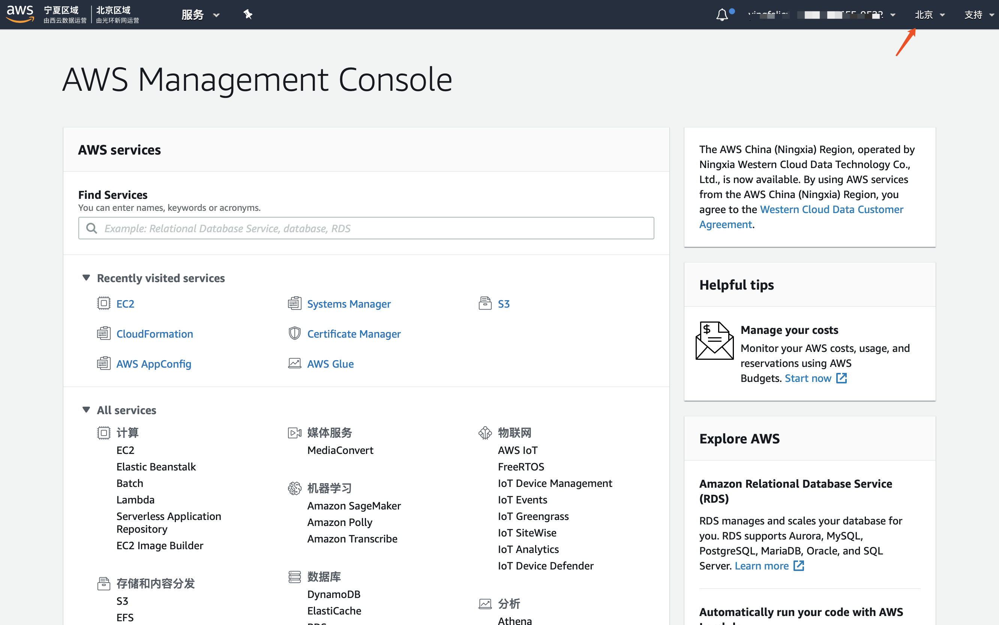 aws
宁夏区域
由西云数据运营
北京区域
由光环新网运营
服务
北京
支持
AWS Management Console
AWS services
Find Services
You can enter names, keywords or acronyms.
Example: Relational Database Service, database, RDS
Recently visited services
EC2
Systems Manager
S3
CloudFormation
Certificate Manager
AWS AppConfig
AWS Glue
All services
计算
EC2
Elastic Beanstalk
Batch
Lambda
Serverless Application
Repository
EC2 Image Builder
存储和内容分发
S3
EFS
媒体服务
MediaConvert
机器学习
Amazon SageMaker
Amazon Polly
Amazon Transcribe
数据库
DynamoDB
ElastiCache
物联网
AWS IoT
FreeRTOS
IoT Device Management
IoT Events
IoT Greengrass
IoT SiteWise
IoT Analytics
IoT Device Defender
分析
Athena
The AWS China (Ningxia) Region, operated by
Ningxia Western Cloud Data Technology Co.,
Ltd., is now available. By using AWS services
from the AWS China (Ningxia) Region, you
agree to the Western Cloud Data Customer
Agreement.
Helpful tips
$
Manage your costs
Monitor your AWS costs, usage, and
reservations using AWS
Budgets. Start now
Explore AWS
Amazon Relational Database Service
(RDS)
RDS manages and scales your database for
you. RDS supports Aurora, MySQL,
PostgreSQL, MariaDB, Oracle, and SQL
Server. Learn more
Automatically run your code with AWS